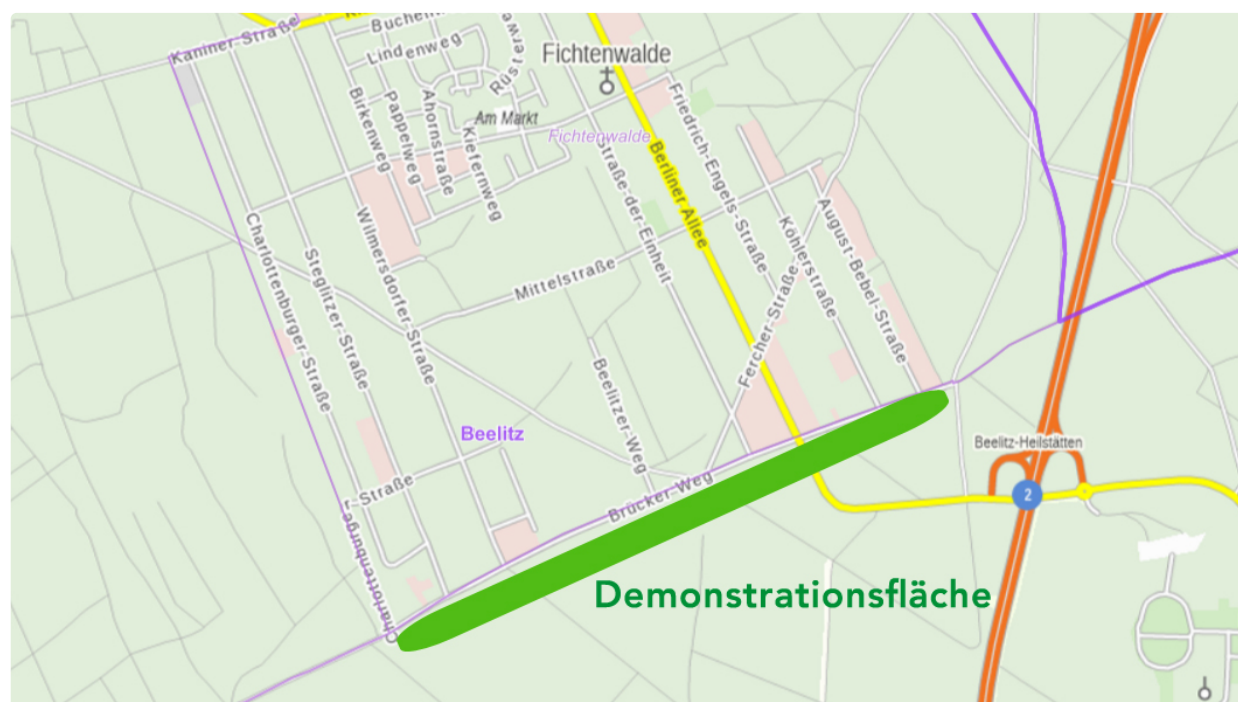 Kaniner-Straße
Buchen
Lindenweg
Rüsterwe
Fichtenwalde
Birkenweg
Pappelweg
Ahornstraße
Kiefernweg
Am Markt
Fichtenwalde
Friedrich-Engels-Straße
Berliner Allee
Straße-der-Einheit
Charlottenburger-Straße
Steglitzer-Straße
Wilmersdorfer-Straße
Mittelstraße
Köhlerstraße
August-Bebel-Straße
Fercher-Straße
Beelitzer-Weg
Beelitz
Beelitz-Heilstätten
2
r-Straße
Charlottenburge
Brücker-Weg
Demonstrationsfläche